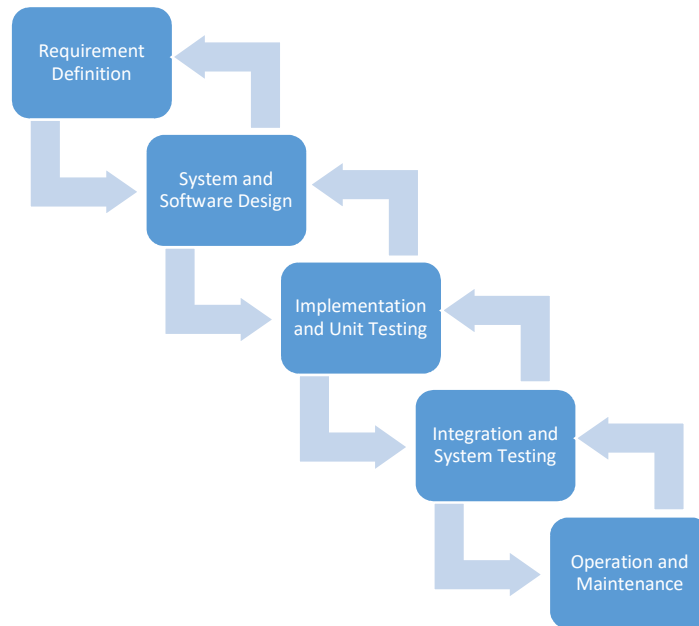 Requirement
Definition
System and
Software Design
Implementation
and Unit Testing
Integration and
System Testing
Operation and
Maintenance